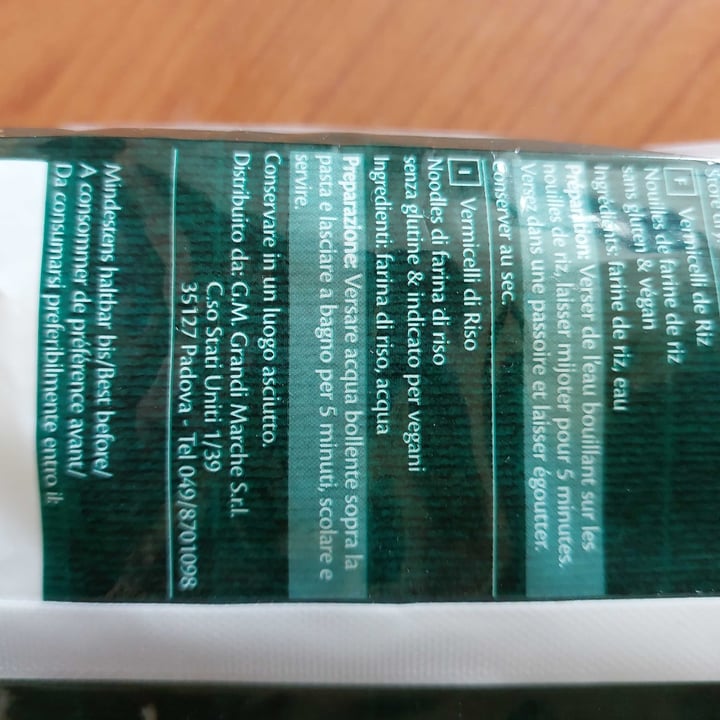 F Vermicelli de Riz
Nouilles de farine de riz
sans gluten & végan
Ingrédients: farine de riz, eau
Préparation: Verser de l'eau bouillant sur les
nouilles de riz, laisser mijoter pour 5 minutes.
Versez dans une passoire et laisser égoutter.
Conserver au sec.
I Vermicelli di Riso
Noodles di farina di riso
senza glutine & indicato per vegani
Ingredienti: farina di riso, acqua
Preparazione: Versare acqua bollente sopra la
pasta e lasciare a bagno per 5 minuti, scolare e
servire.
Conservare in un luogo asciutto.
Distribuito da: G.M. Grandi Marche S.r.l.
C.so Stati Uniti 1/39
35127 Padova - Tel 049/8701098
Mindestens haltbar bis/Best before/
A consommer de préférence avant/
Da consumarsi preferibilmente entro il: